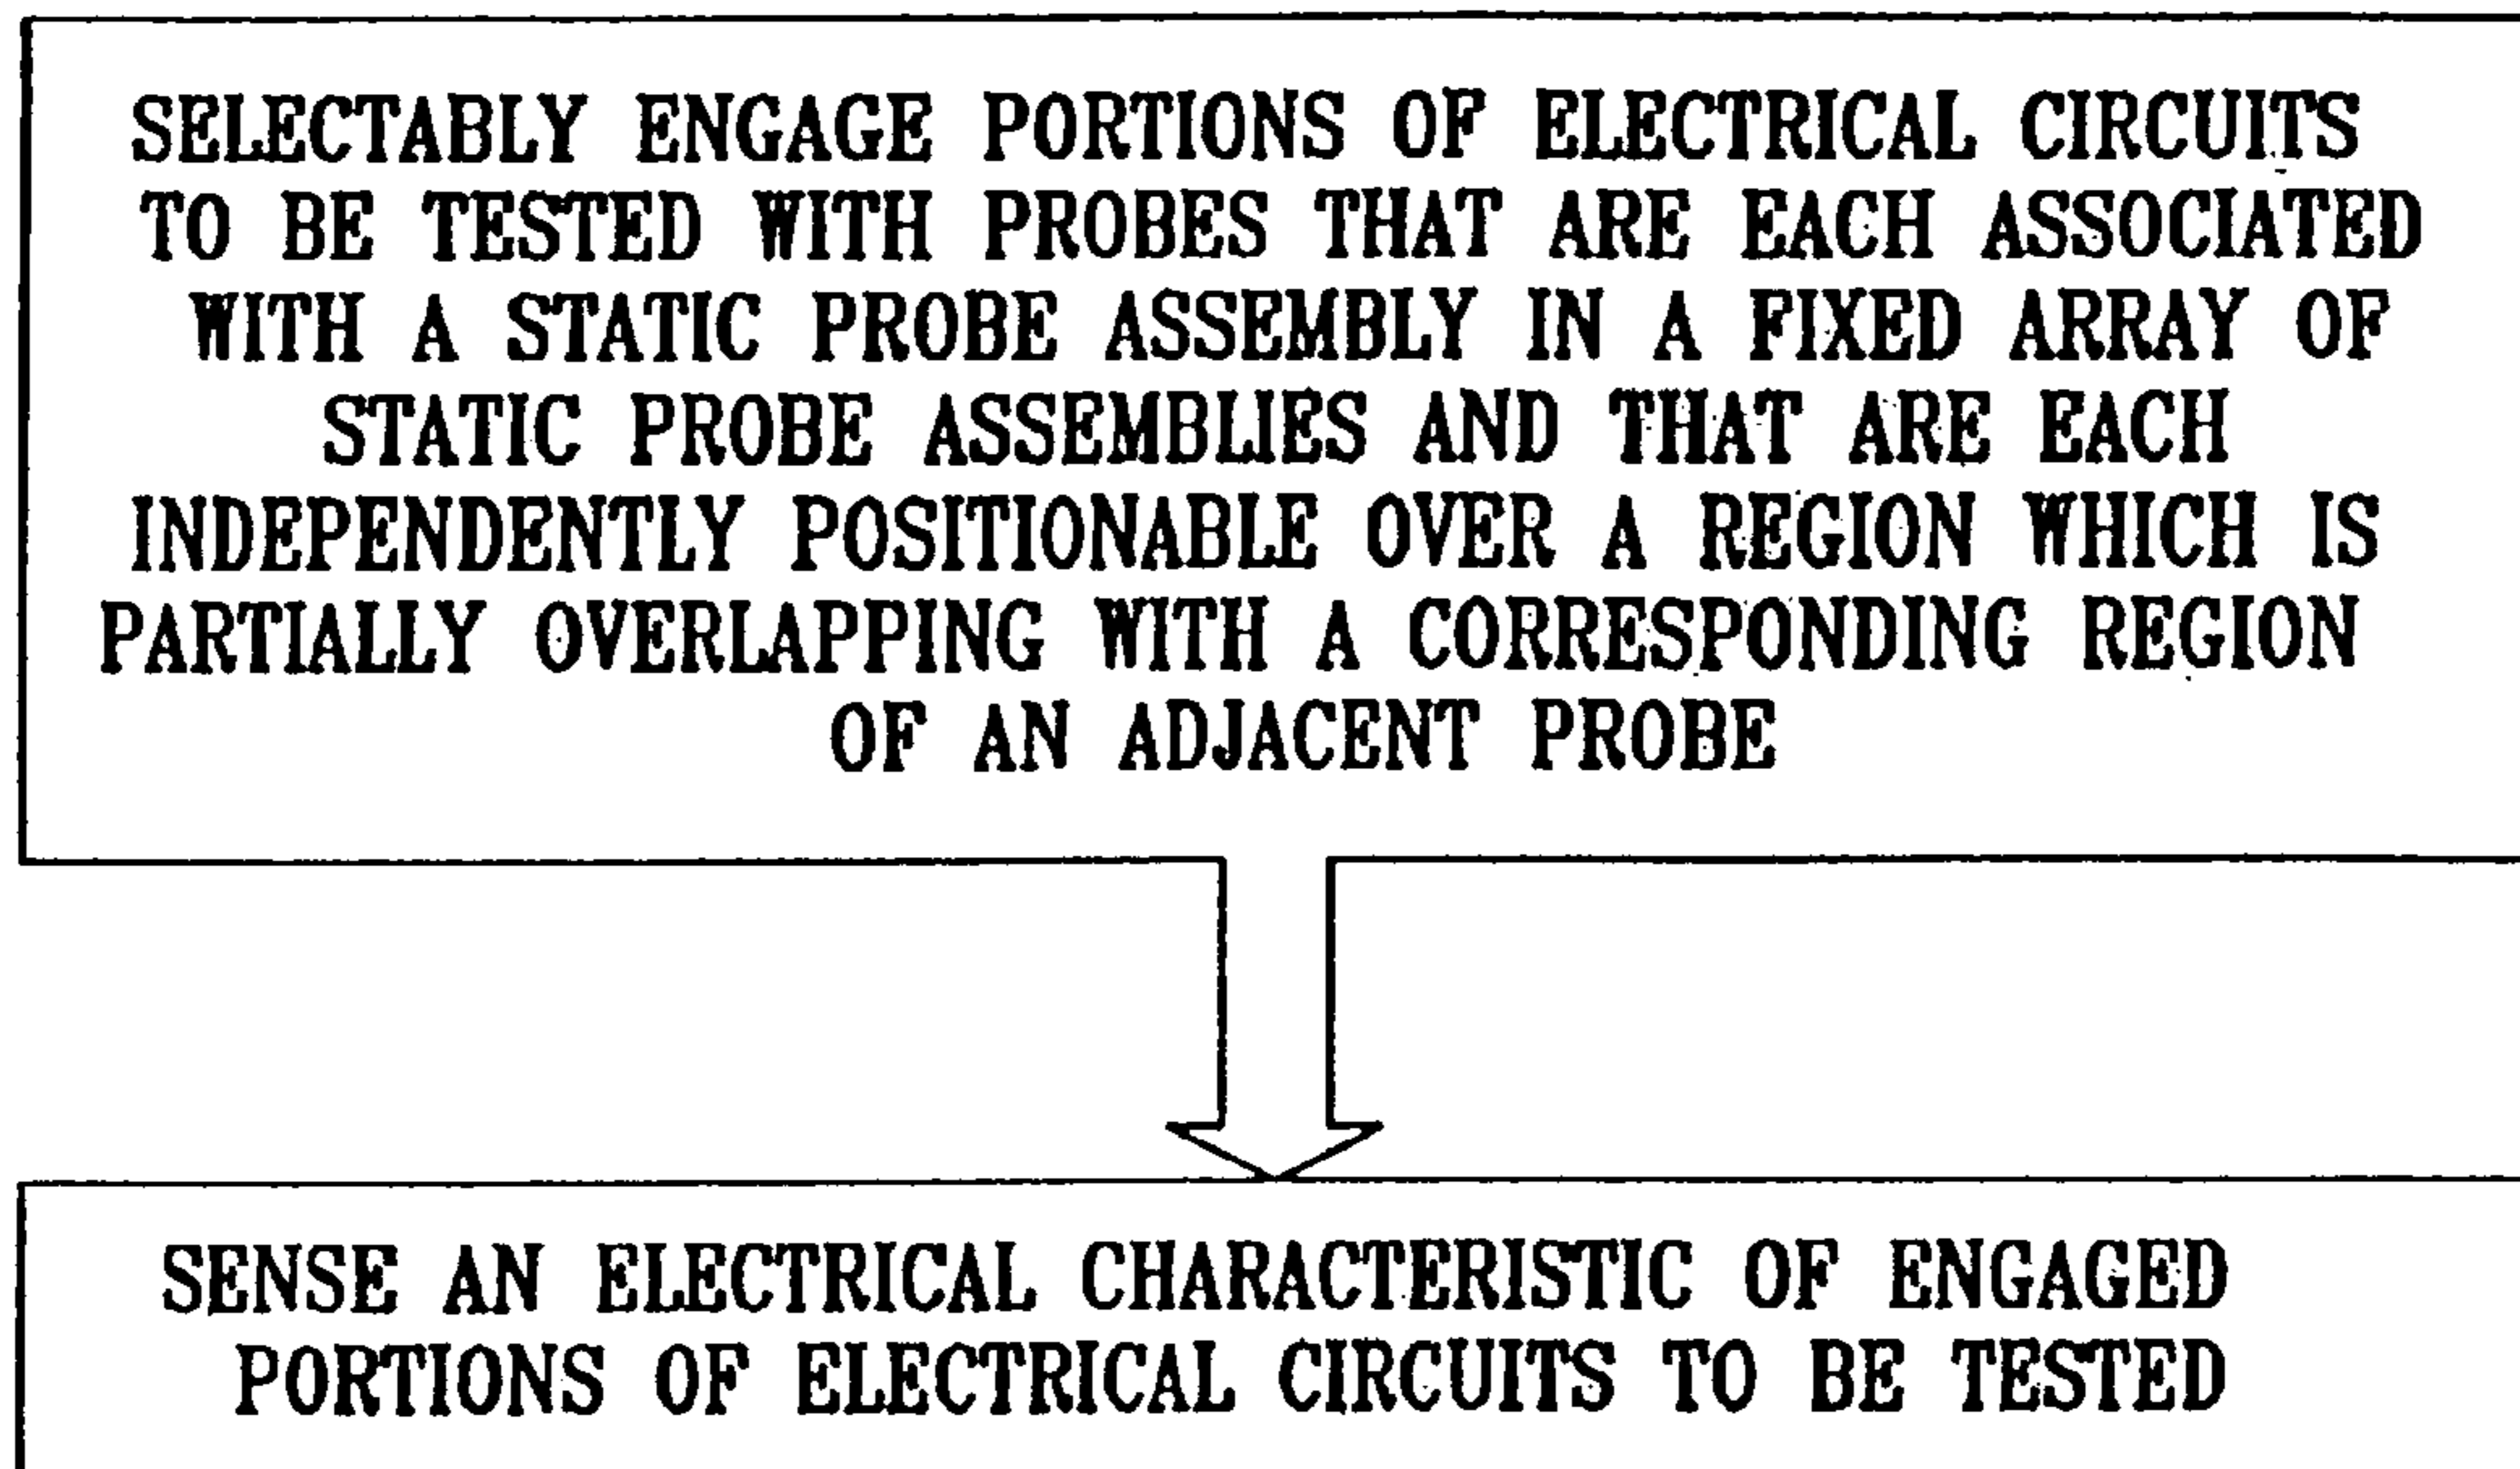 SELECTABLY ENGAGE PORTIONS OF ELECTRICAL CIRCUITS
TO BE TESTED WITH PROBES THAT ARE EACH ASSOCIATED
WITH A STATIC PROBE ASSEMBLY IN A FIXED ARRAY OF
STATIC PROBE ASSEMBLIES AND THAT ARE EACH
INDEPENDENTLY POSITIONABLE OVER A REGION WHICH IS
PARTIALLY OVERLAPPING WITH A CORRESPONDING REGION
OF AN ADJACENT PROBE
SENSE AN ELECTRICAL CHARACTERISTIC OF ENGAGED
PORTIONS OF ELECTRICAL CIRCUITS TO BE TESTED